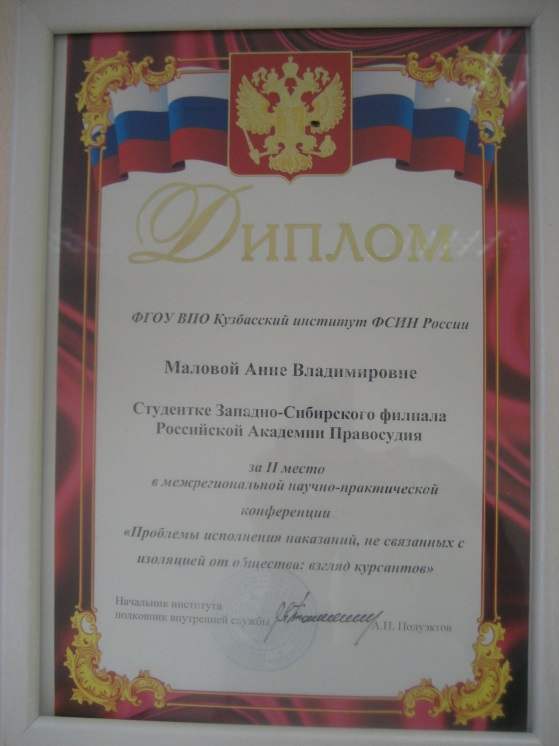 ДИПЛОМ
ФГОУ ВПО Кузбасский институт ФСИН России
Маловой Анне Владимировне
Студентке Западно-Сибирского филиала
Российской Академии Правосудия
за II место
в межрегиональной научно-практической
конференции
«Проблемы исполнения наказаний, не связанных с
изоляцией от общества: взгляд курсантов»
Начальник института
полковник внутренней службы
А.П. Полуэктов